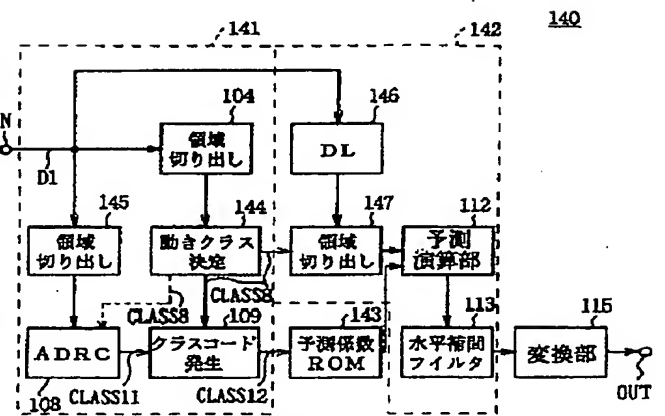 140
141
142
N
D1
104
領域
切り出し
146
DL
145
領域
切り出し
144
動きクラス
決定
147
領域
切り出し
112
予測
演算部
CLASS8
CLASS8
108
ADRC
CLASS11
109
クラスコード
発生
CLASS12
143
予測係数
ROM
113
水平補間
フィルタ
115
変換部
OUT